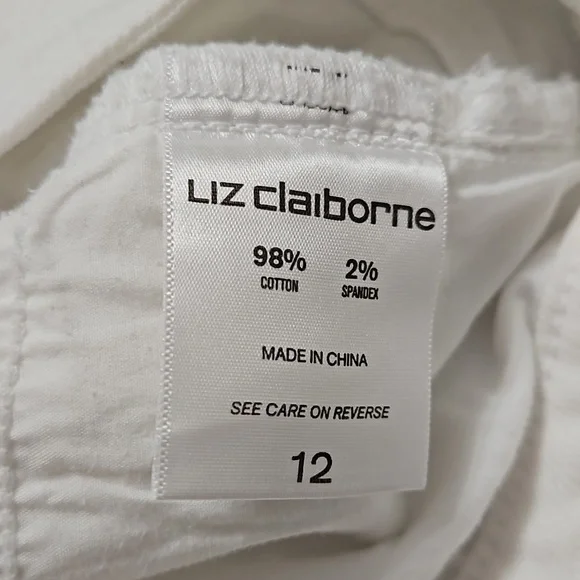 LIZ claiborne
98% 2%
COTTON SPANDEX
MADE IN CHINA
SEE CARE ON REVERSE
12